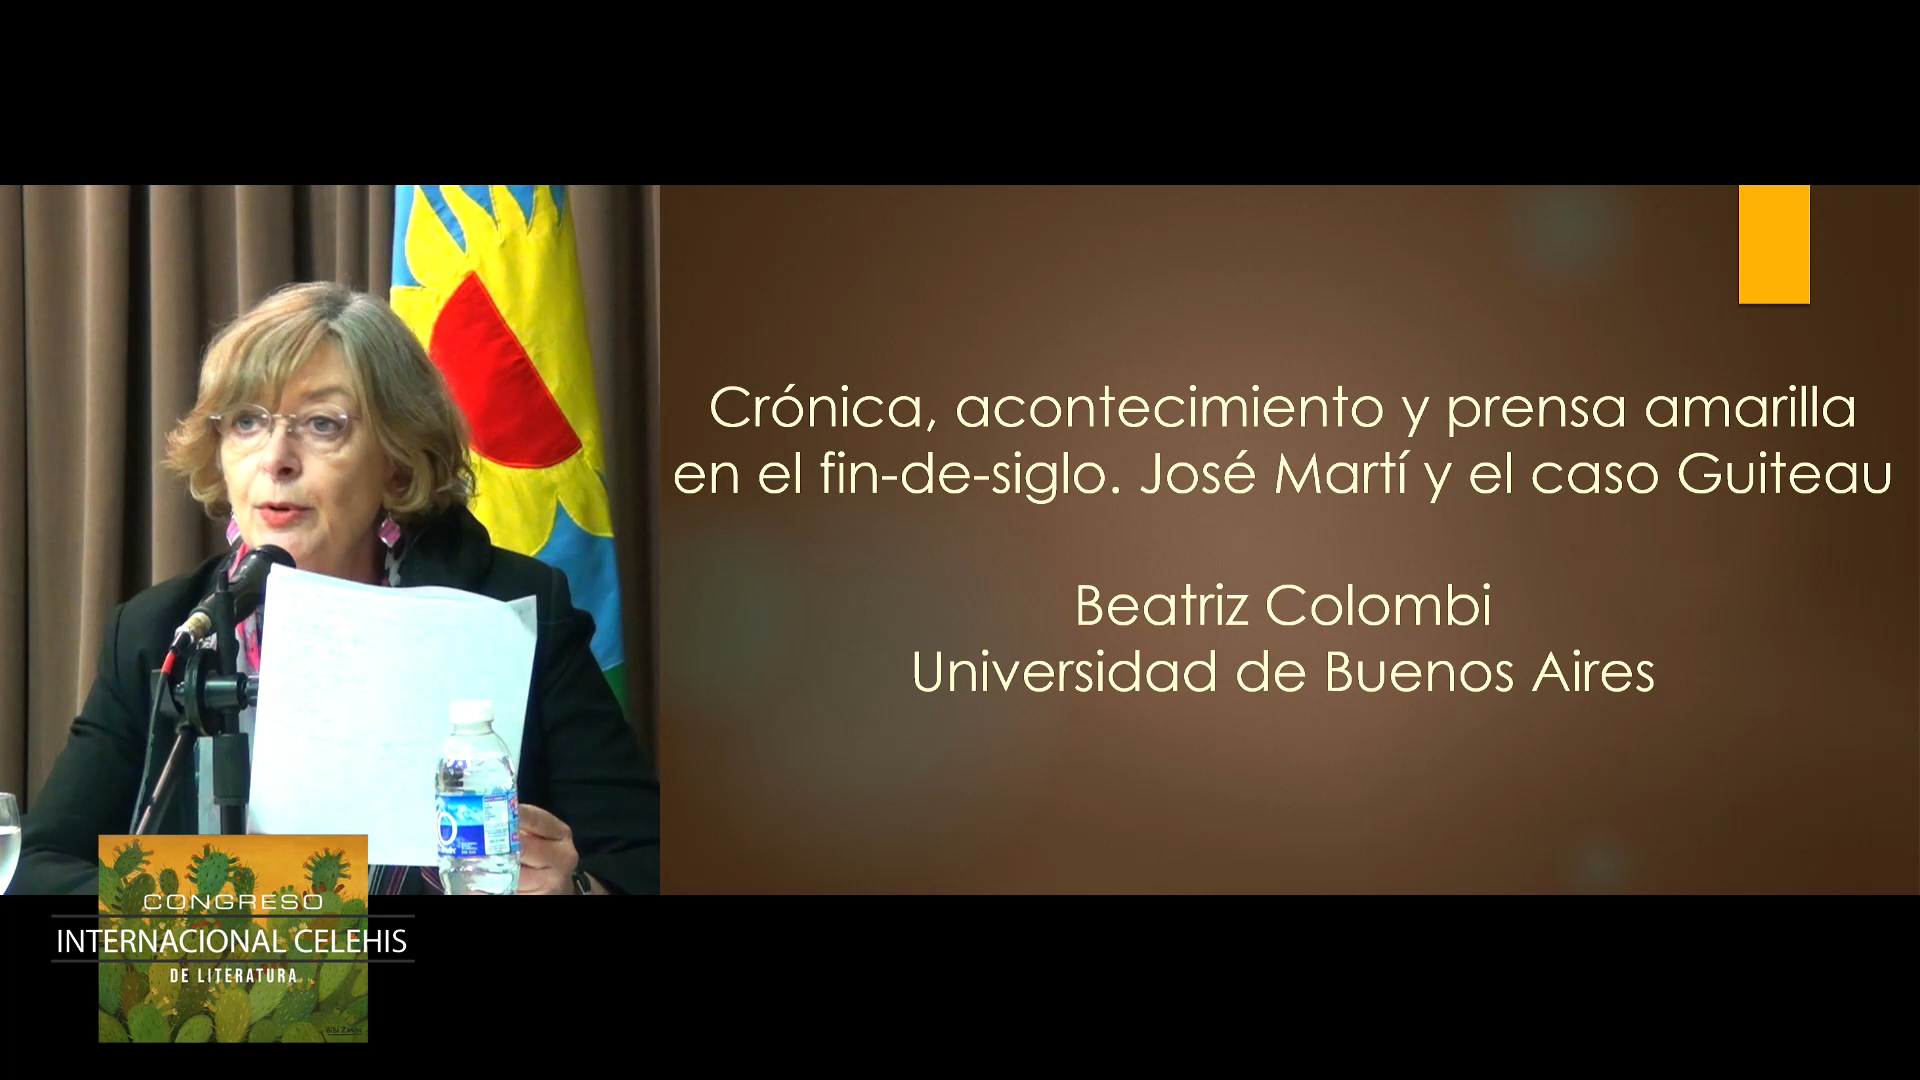 Crónica, acontecimiento y prensa amarilla
en el fin-de-siglo. José Martí y el caso Guiteau
Beatriz Colombi
Universidad de Buenos Aires
CONGRESO
INTERNACIONAL CELEHIS
DE LITERATURA